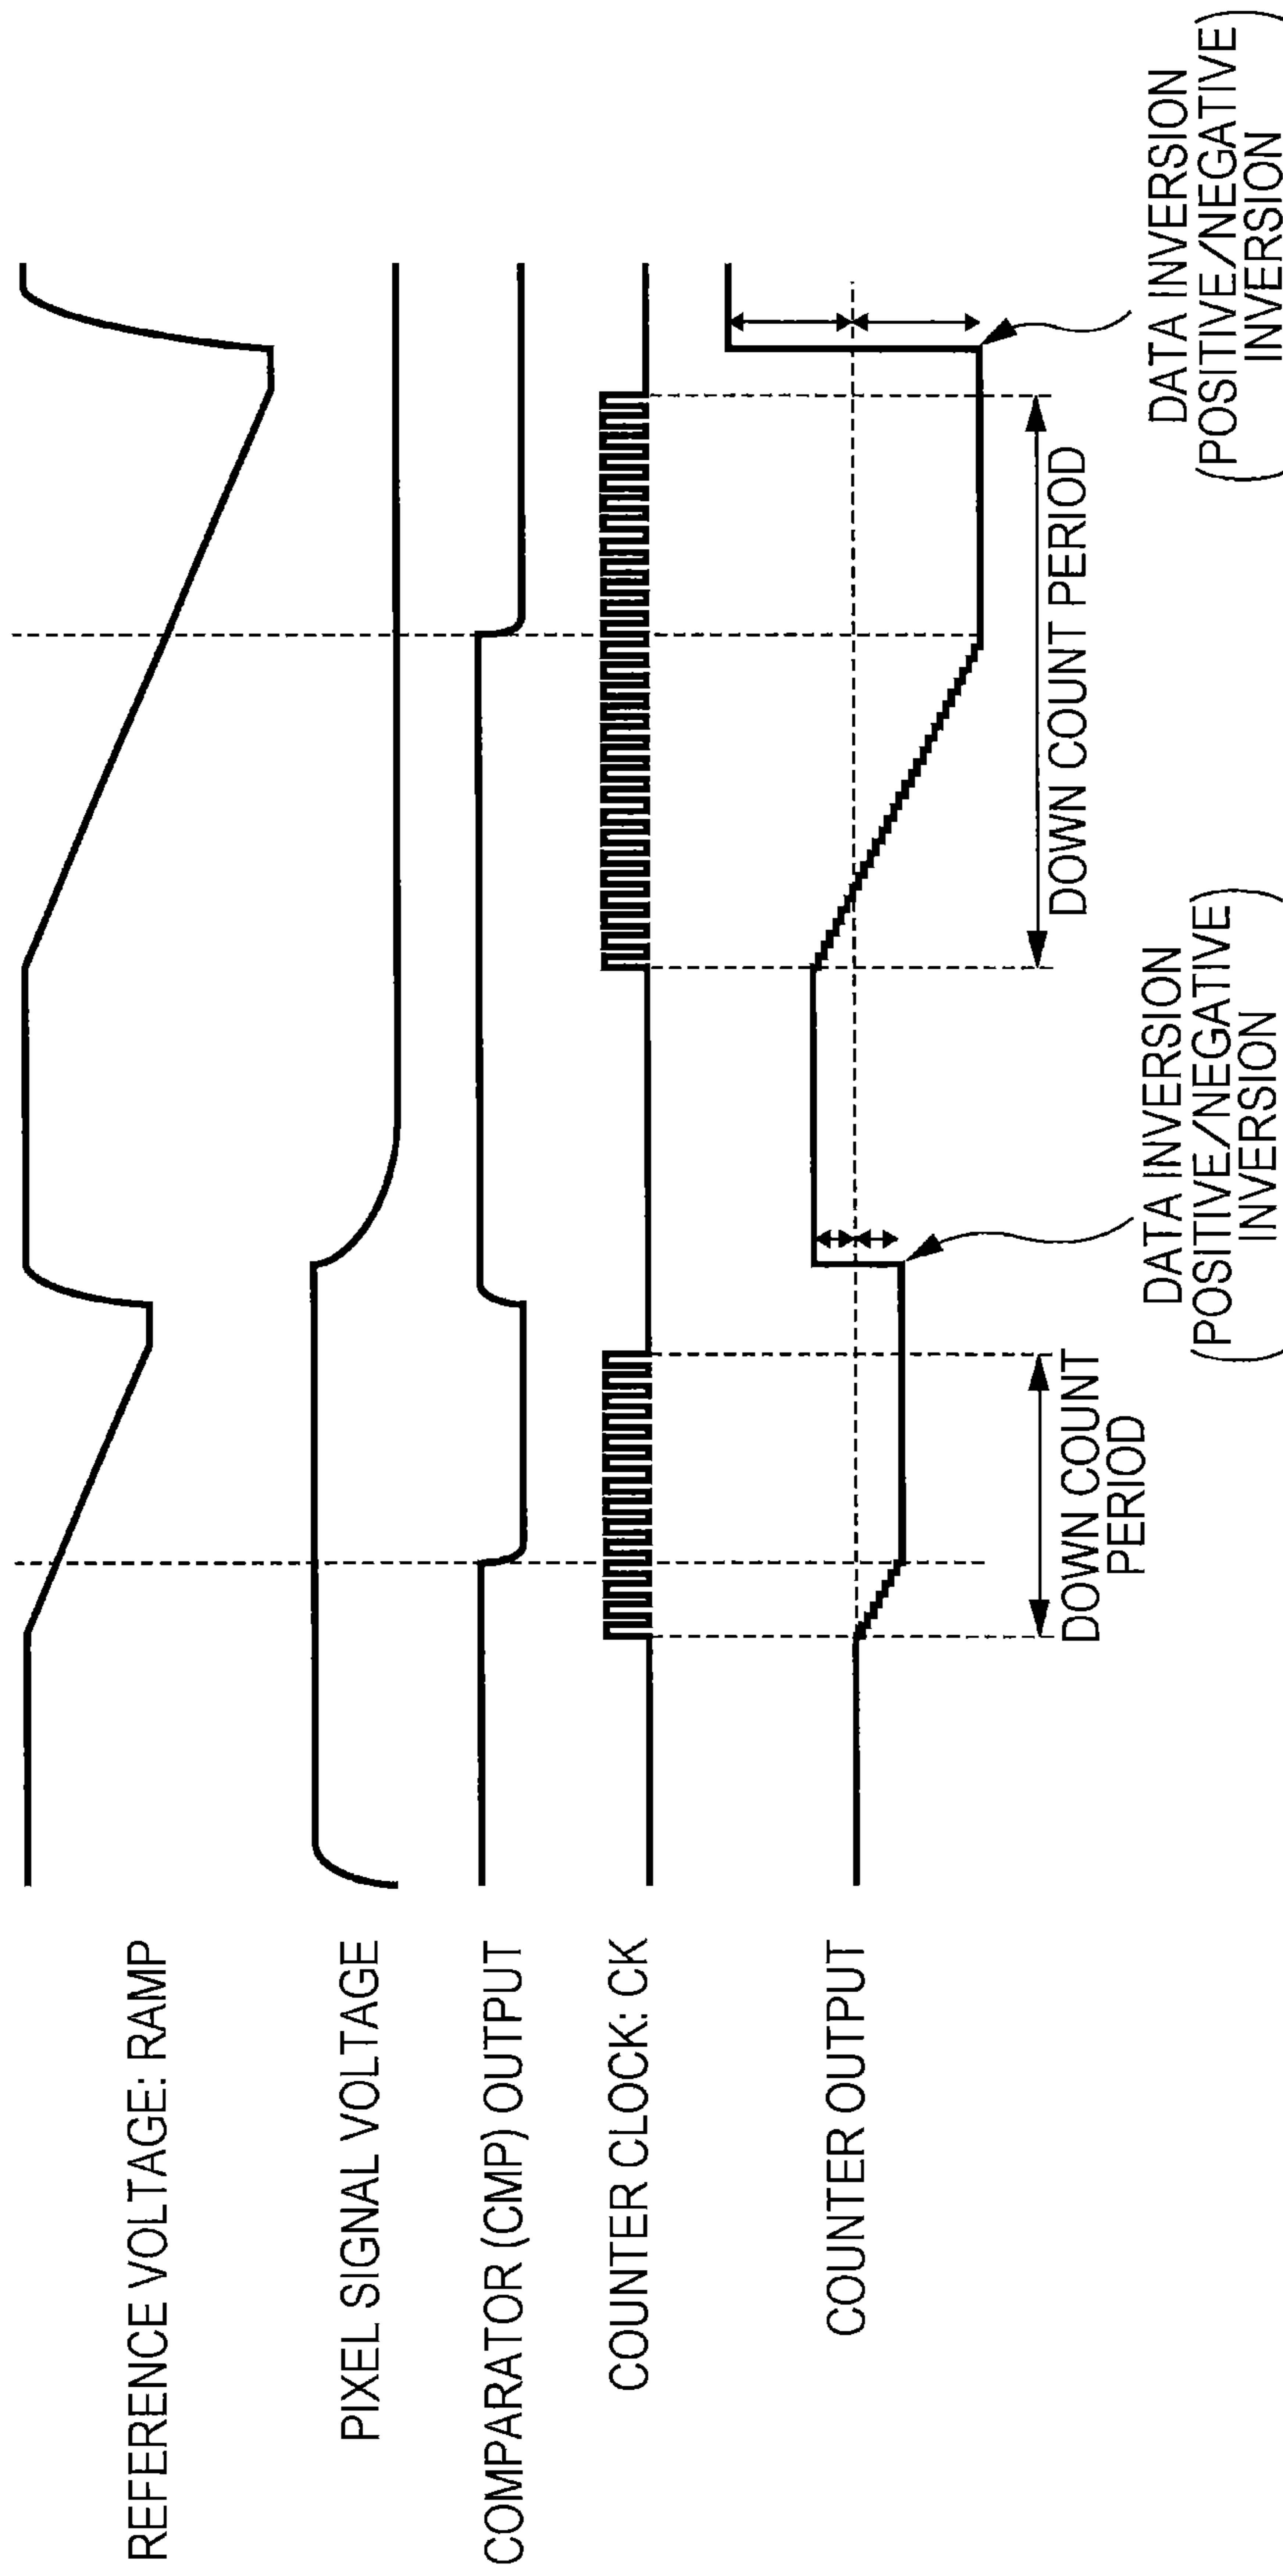 REFERENCE VOLTAGE: RAMP
PIXEL SIGNAL VOLTAGE
COMPARATOR (CMP) OUTPUT
COUNTER CLOCK: CK
COUNTER OUTPUT
DOWN COUNT
PERIOD
DATA INVERSION
(POSITIVE/NEGATIVE
INVERSION)
DOWN COUNT PERIOD
DATA INVERSION
(POSITIVE/NEGATIVE
INVERSION)